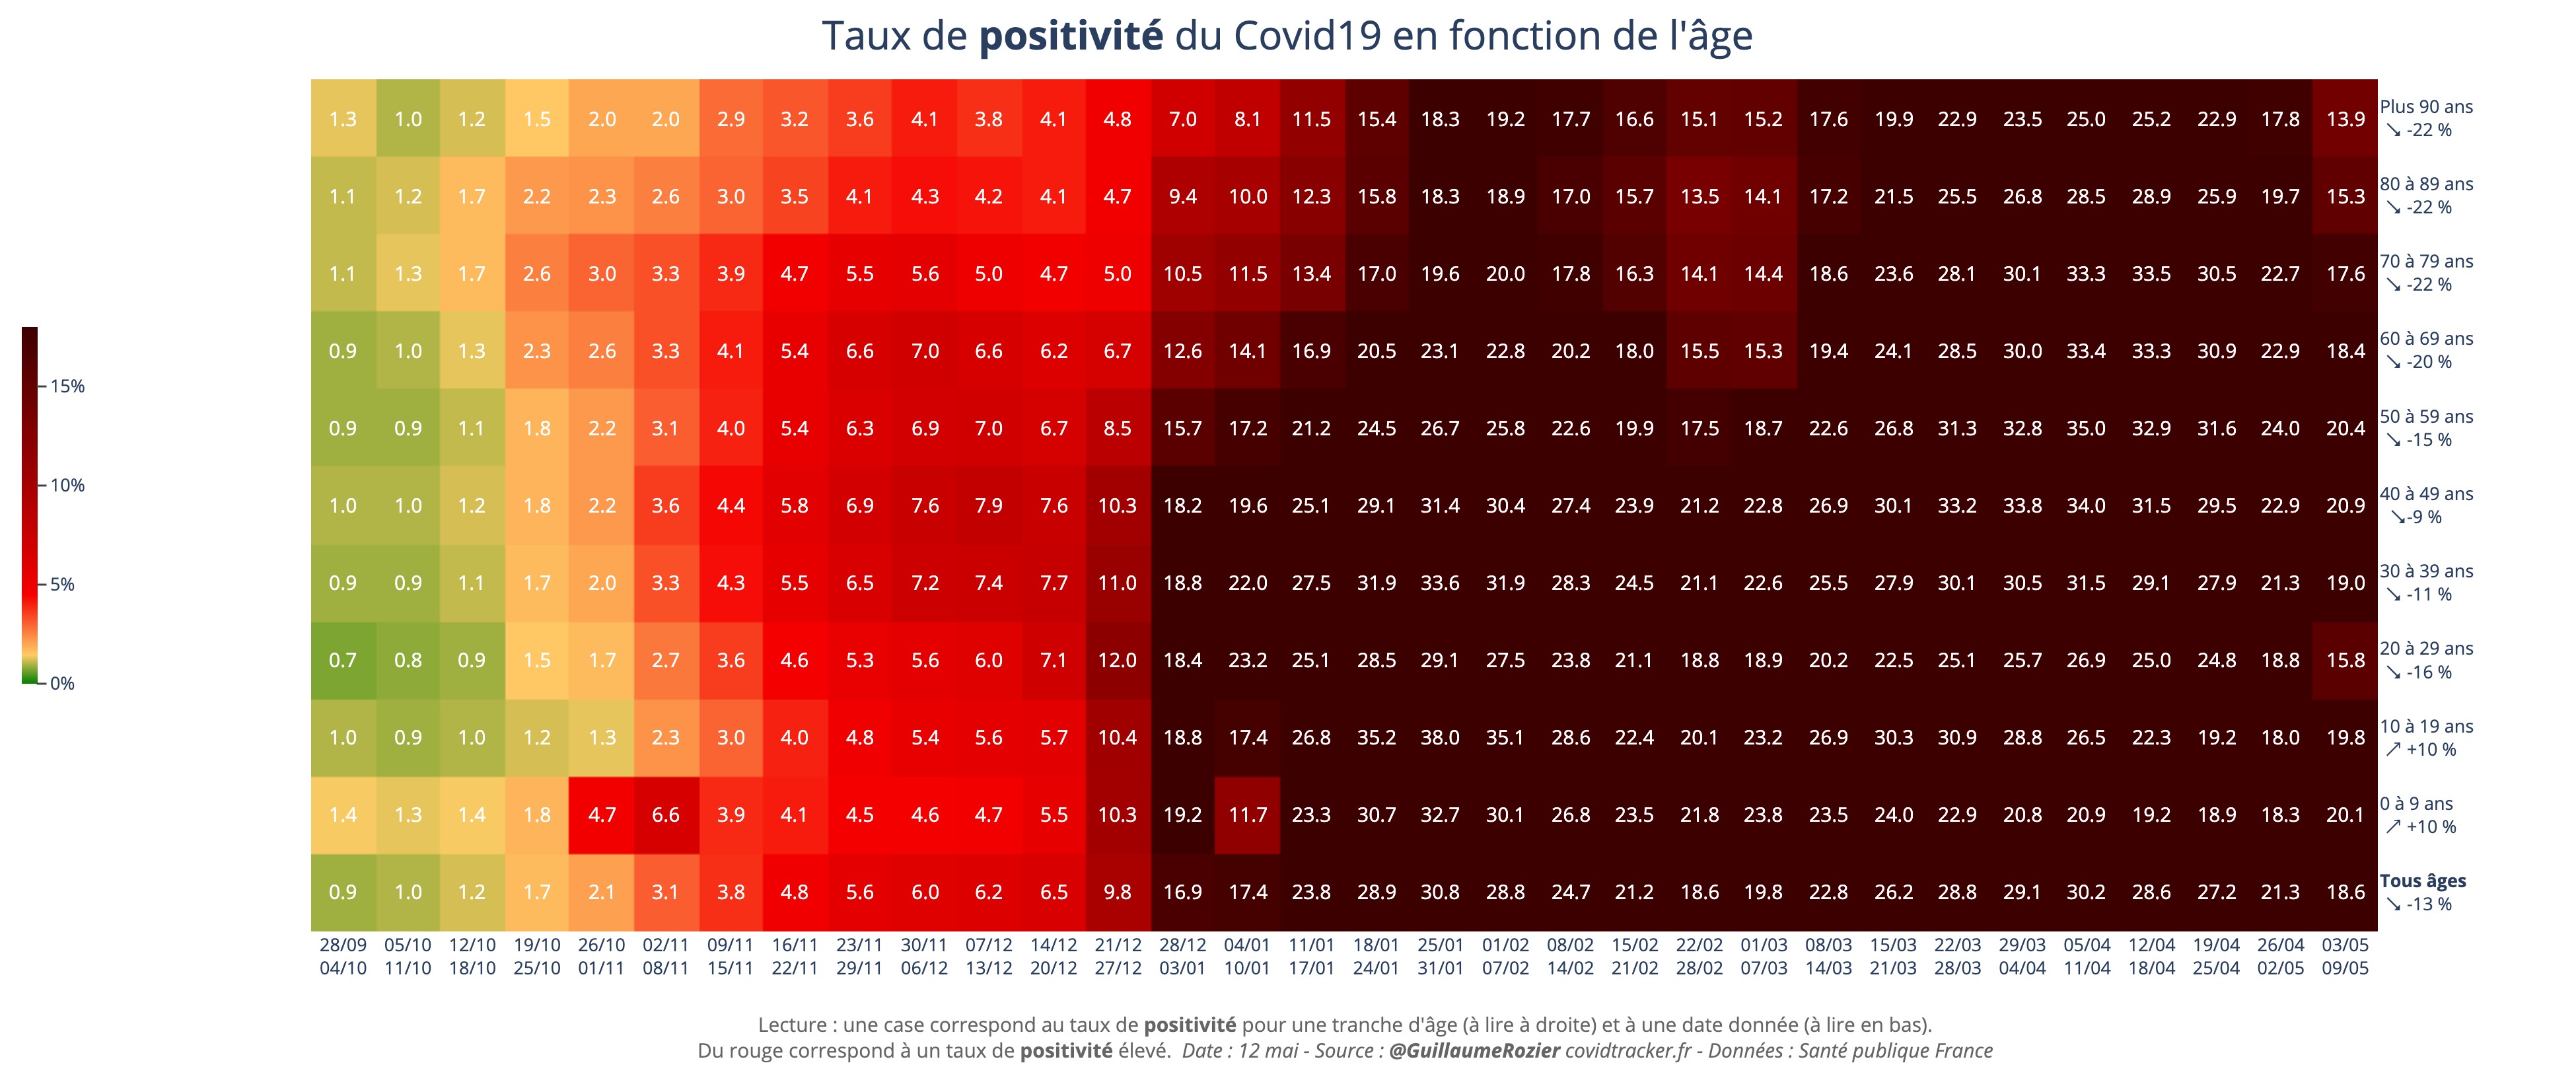 Taux de positivité du Covid19 en fonction de l'âge
1.3 1.0 1.2 1.5 2.0 2.0 2.9 3.2 3.6 4.1 3.8 4.1 4.8 7.0 8.1 11.5 15.4 18.3 19.2 17.7 16.6 15.1 15.2 17.6 19.9 22.9 23.5 25.0 25.2 22.9 17.8 13.9
Plus 90 ans
↘ -22 %
1.1 1.2 1.7 2.2 2.3 2.6 3.0 3.5 4.1 4.3 4.2 4.1 4.7 9.4 10.0 12.3 15.8 18.3 18.9 17.0 15.7 13.5 14.1 17.2 21.5 25.5 26.8 28.5 28.9 25.9 19.7 15.3
80 à 89 ans
↘ -22 %
1.1 1.3 1.7 2.6 3.0 3.3 3.9 4.7 5.5 5.6 5.0 4.7 5.0 10.5 11.5 13.4 17.0 19.6 20.0 17.8 16.3 14.1 14.4 18.6 23.6 28.1 30.1 33.3 33.5 30.5 22.7 17.6
70 à 79 ans
↘ -22 %
0.9 1.0 1.3 2.3 2.6 3.3 4.1 5.4 6.6 7.0 6.6 6.2 6.7 12.6 14.1 16.9 20.5 23.1 22.8 20.2 18.0 15.5 15.3 19.4 24.1 28.5 30.0 33.4 33.3 30.9 22.9 18.4
60 à 69 ans
↘ -20 %
0.9 0.9 1.1 1.8 2.2 3.1 4.0 5.4 6.3 6.9 7.0 6.7 8.5 15.7 17.2 21.2 24.5 26.7 25.8 22.6 19.9 17.5 18.7 22.6 26.8 31.3 32.8 35.0 32.9 31.6 24.0 20.4
50 à 59 ans
↘ -15 %
1.0 1.0 1.2 1.8 2.2 3.6 4.4 5.8 6.9 7.6 7.9 7.6 10.3 18.2 19.6 25.1 29.1 31.4 30.4 27.4 23.9 21.2 22.8 26.9 30.1 33.2 33.8 34.0 31.5 29.5 22.9 20.9
40 à 49 ans
↘-9 %
0.9 0.9 1.1 1.7 2.0 3.3 4.3 5.5 6.5 7.2 7.4 7.7 11.0 18.8 22.0 27.5 31.9 33.6 31.9 28.3 24.5 21.1 22.6 25.5 27.9 30.1 30.5 31.5 29.1 27.9 21.3 19.0
30 à 39 ans
↘ -11 %
0.7 0.8 0.9 1.5 1.7 2.7 3.6 4.6 5.3 5.6 6.0 7.1 12.0 18.4 23.2 25.1 28.5 29.1 27.5 23.8 21.1 18.8 18.9 20.2 22.5 25.1 25.7 26.9 25.0 24.8 18.8 15.8
20 à 29 ans
↘ -16 %
1.0 0.9 1.0 1.2 1.3 2.3 3.0 4.0 4.8 5.4 5.6 5.7 10.4 18.8 17.4 26.8 35.2 38.0 35.1 28.6 22.4 20.1 23.2 26.9 30.3 30.9 28.8 26.5 22.3 19.2 18.0 19.8
10 à 19 ans
↗ +10 %
1.4 1.3 1.4 1.8 4.7 6.6 3.9 4.1 4.5 4.6 4.7 5.5 10.3 19.2 11.7 23.3 30.7 32.7 30.1 26.8 23.5 21.8 23.8 23.5 24.0 22.9 20.8 20.9 19.2 18.9 18.3 20.1
0 à 9 ans
↗ +10 %
0.9 1.0 1.2 1.7 2.1 3.1 3.8 4.8 5.6 6.0 6.2 6.5 9.8 16.9 17.4 23.8 28.9 30.8 28.8 24.7 21.2 18.6 19.8 22.8 26.2 28.8 29.1 30.2 28.6 27.2 21.3 18.6
Tous âges
↘ -13 %
15%
10%
5%
0%
28/09 05/10 12/10 19/10 26/10 02/11 09/11 16/11 23/11 30/11 07/12 14/12 21/12 28/12 04/01 11/01 18/01 25/01 01/02 08/02 15/02 22/02 01/03 08/03 15/03 22/03 29/03 05/04 12/04 19/04 26/04 03/05
04/10 11/10 18/10 25/10 01/11 08/11 15/11 22/11 29/11 06/12 13/12 20/12 27/12 03/01 10/01 17/01 24/01 31/01 07/02 14/02 21/02 28/02 07/03 14/03 21/03 28/03 04/04 11/04 18/04 25/04 02/05 09/05
Lecture : une case correspond au taux de positivité pour une tranche d'âge (à lire à droite) et à une date donnée (à lire en bas).
Du rouge correspond à un taux de positivité élevé. Date : 12 mai - Source : @GuillaumeRozier covidtracker.fr - Données : Santé publique France